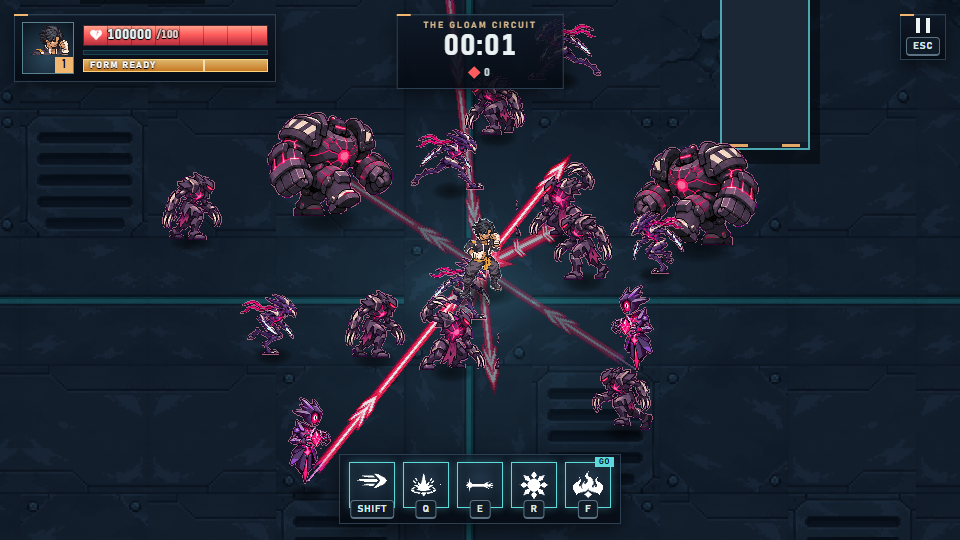 100000 /100
1
FORM READY
THE GLOAM CIRCUIT
00:01
0
ESC
GO
SHIFT
Q
E
R
F